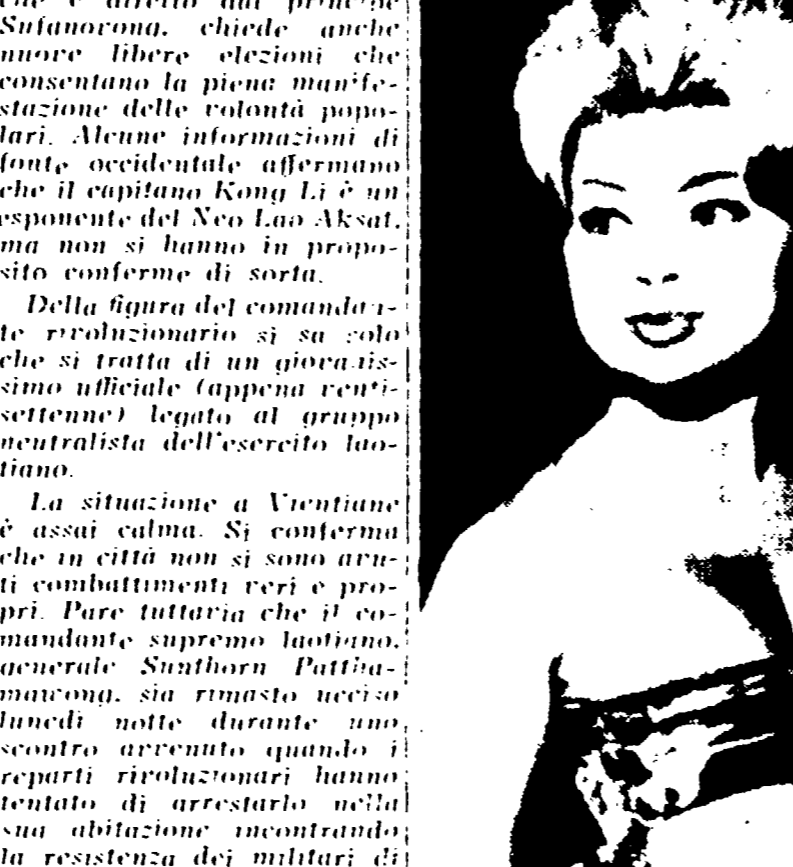 che è diretto dal principe
Sufanorong, chiede anche
nuove libere elezioni che
consentano la piena manife-
stazione delle volontà popo-
lari. Alcune informazioni di
fonte occidentale affermano
che il capitano Kong Li è un
esponente del Neo Lao Aksat,
ma non si hanno in propo-
sito conferme di sorta.
Della figura del comandan-
te rivoluzionario si sa solo
che si tratta di un giovanis-
simo ufficiale (appena venti-
settenne) legato al gruppo
neutralista dell'esercito lao-
tiano.
La situazione a Vientiane
è assai calma. Si conferma
che in città non si sono avu-
ti combattimenti veri e pro-
pri. Pare tuttavia che il co-
mandante supremo laotiano,
generale Sunthorn Pattha-
mawong, sia rimasto ucciso
lunedì notte durante uno
scontro avvenuto quando i
reparti rivoluzionari hanno
tentato di arrestarlo nella
sua abitazione incontrando
la resistenza dei militari di